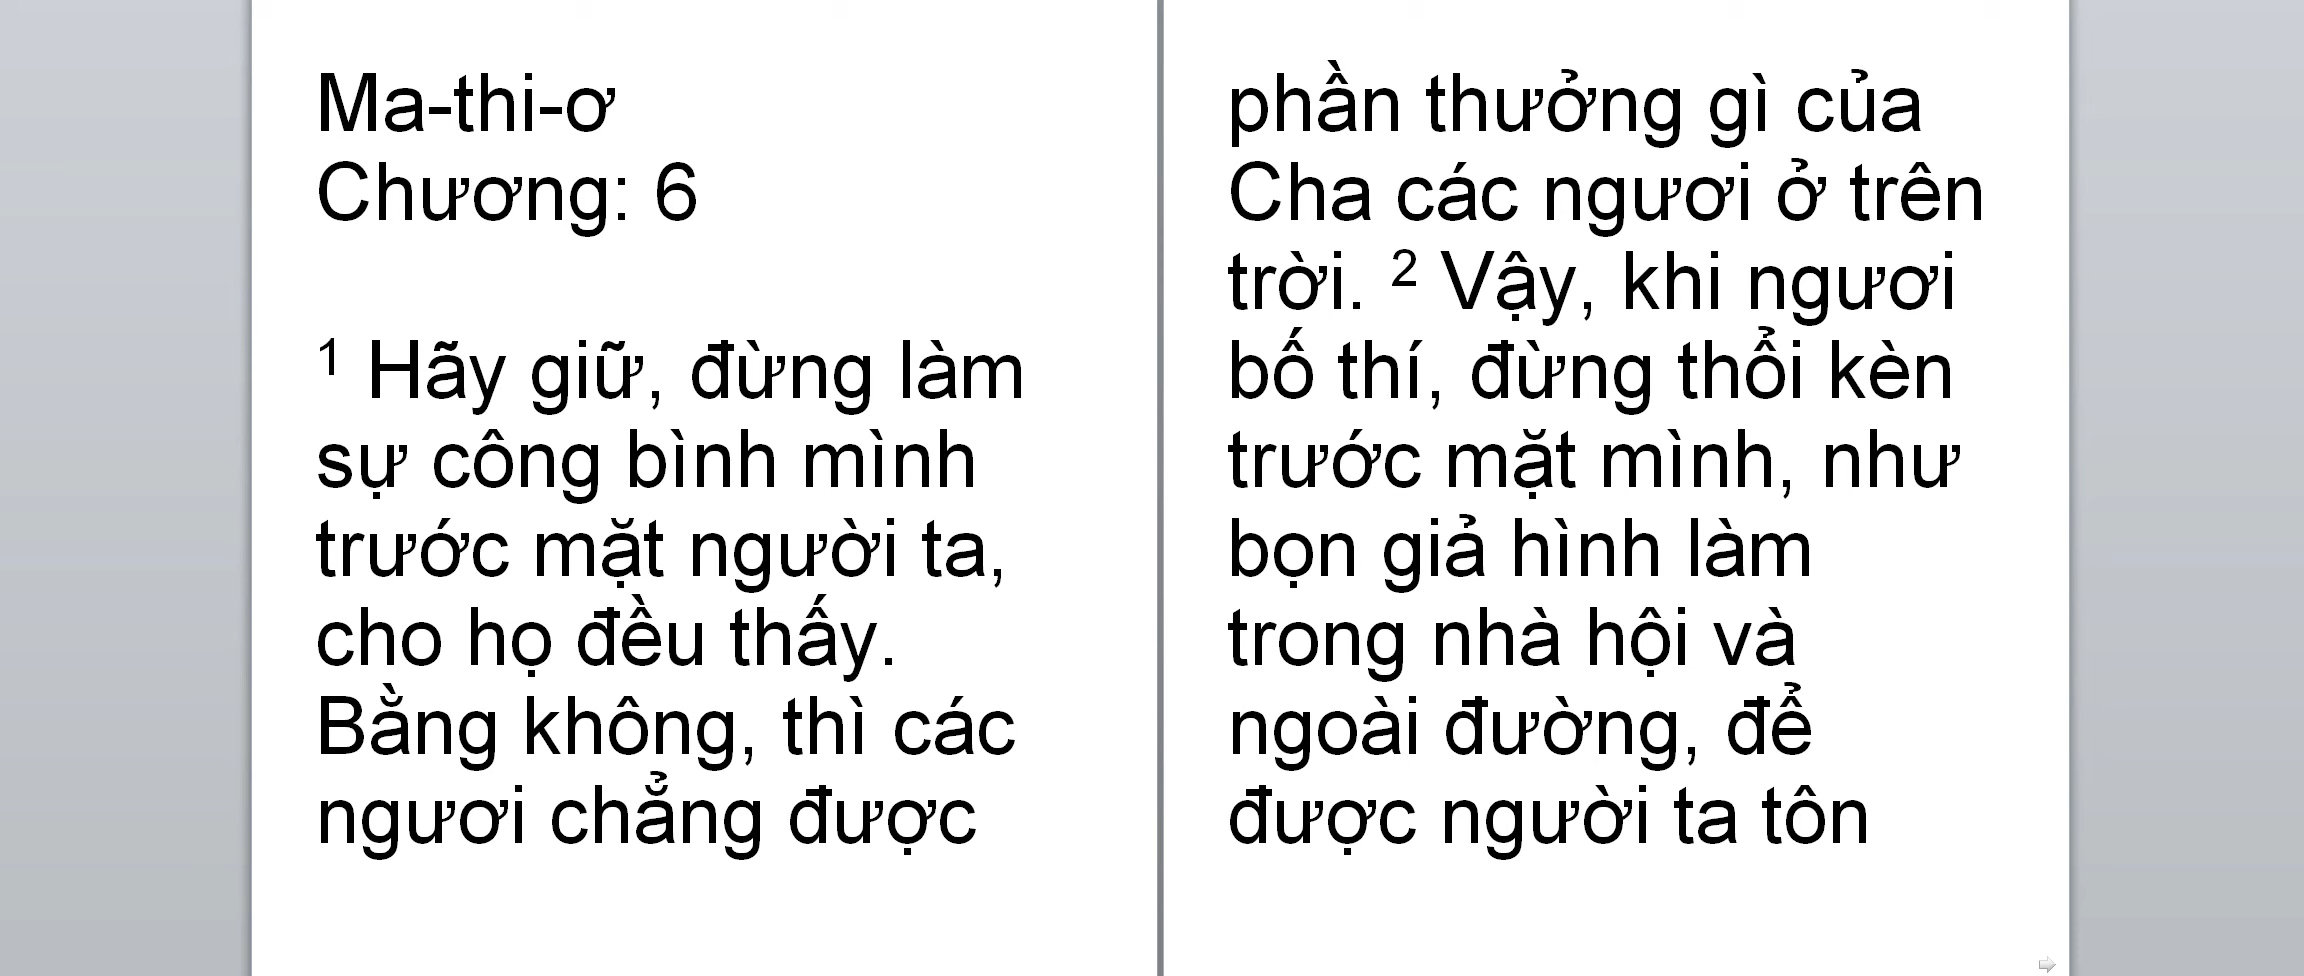 Ma-thi-ơ
Chương: 6
¹ Hãy giữ, đừng làm
sự công bình mình
trước mặt người ta,
cho họ đều thấy.
Bằng không, thì các
ngươi chẳng được
phần thưởng gì của
Cha các ngươi ở trên
trời. ² Vậy, khi ngươi
bố thí, đừng thổi kèn
trước mặt mình, như
bọn giả hình làm
trong nhà hội và
ngoài đường, để
được người ta tôn